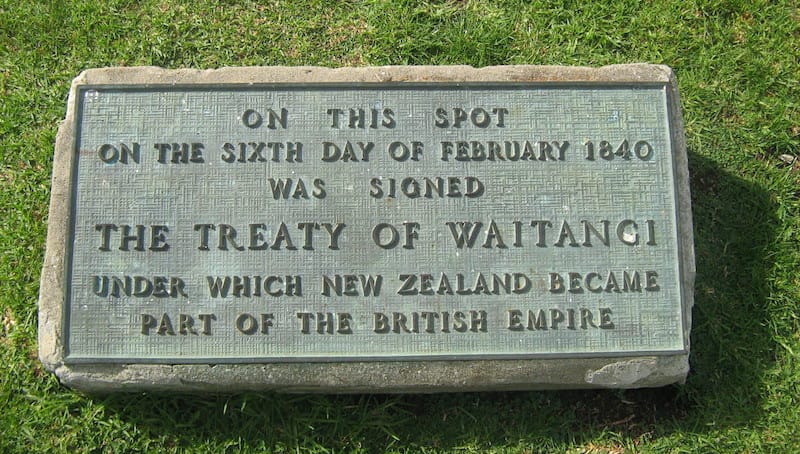 ON THIS SPOT
ON THE SIXTH DAY OF FEBRUARY 1840
WAS SIGNED
THE TREATY OF WAITANGI
UNDER WHICH NEW ZEALAND BECAME
PART OF THE BRITISH EMPIRE